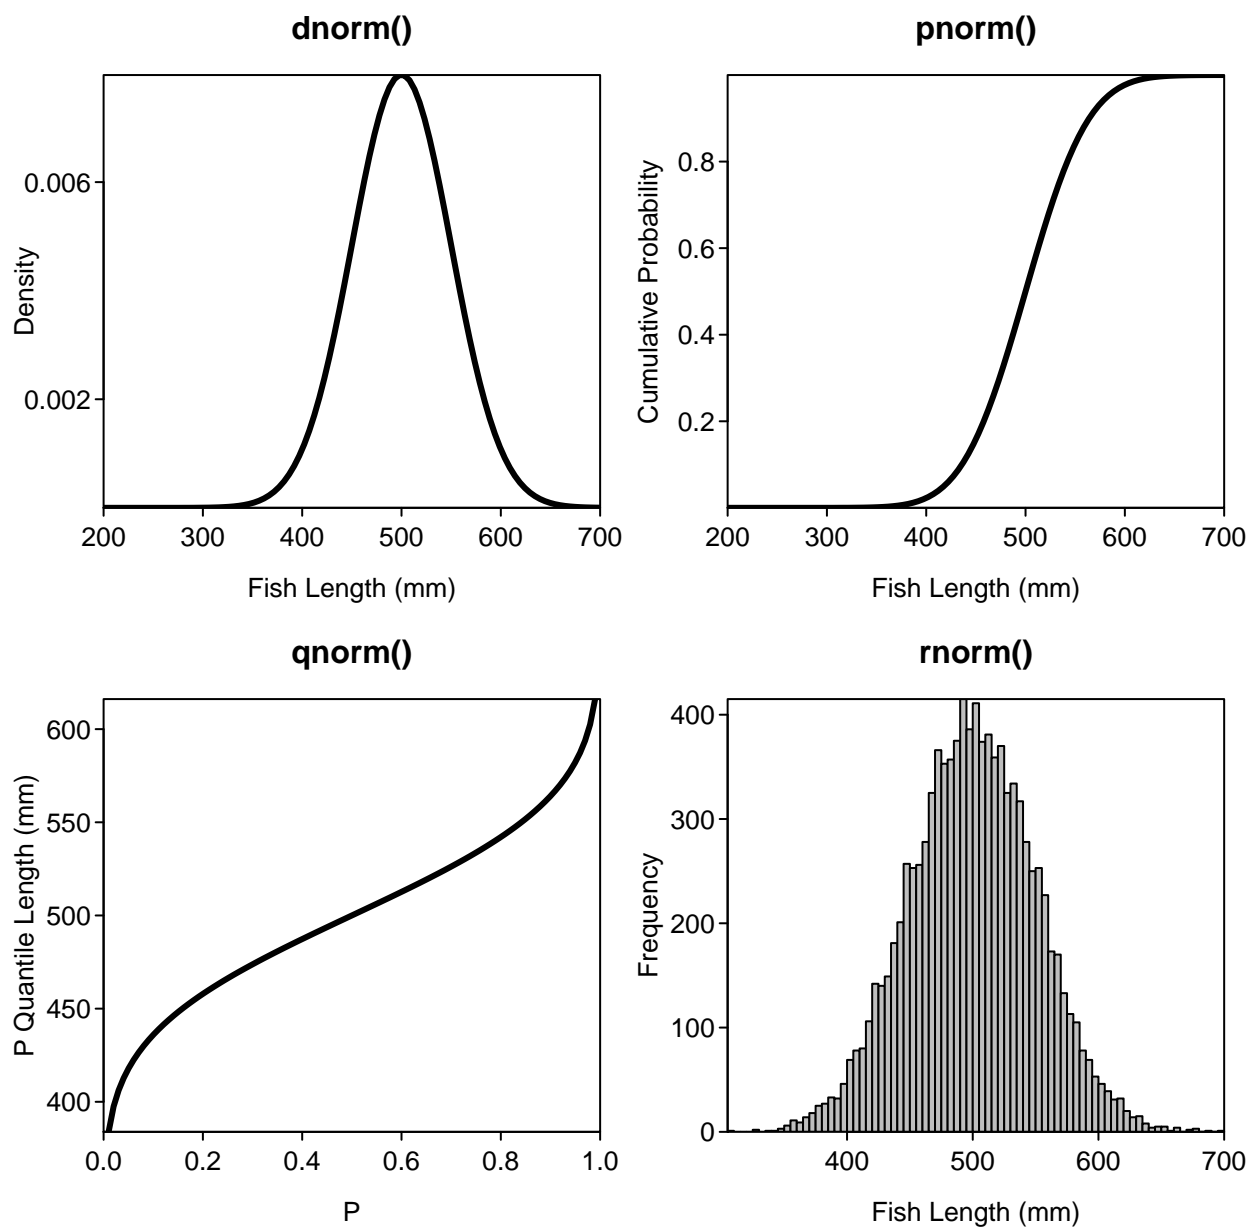 dnorm()
0.006
0.002
Density
200 300 400 500 600 700
Fish Length (mm)
pnorm()
0.8
0.6
0.4
0.2
Cumulative Probability
200 300 400 500 600 700
Fish Length (mm)
qnorm()
600
550
500
450
400
P Quantile Length (mm)
0.0 0.2 0.4 0.6 0.8 1.0
P
rnorm()
400
300
200
100
0
Frequency
400 500 600 700
Fish Length (mm)